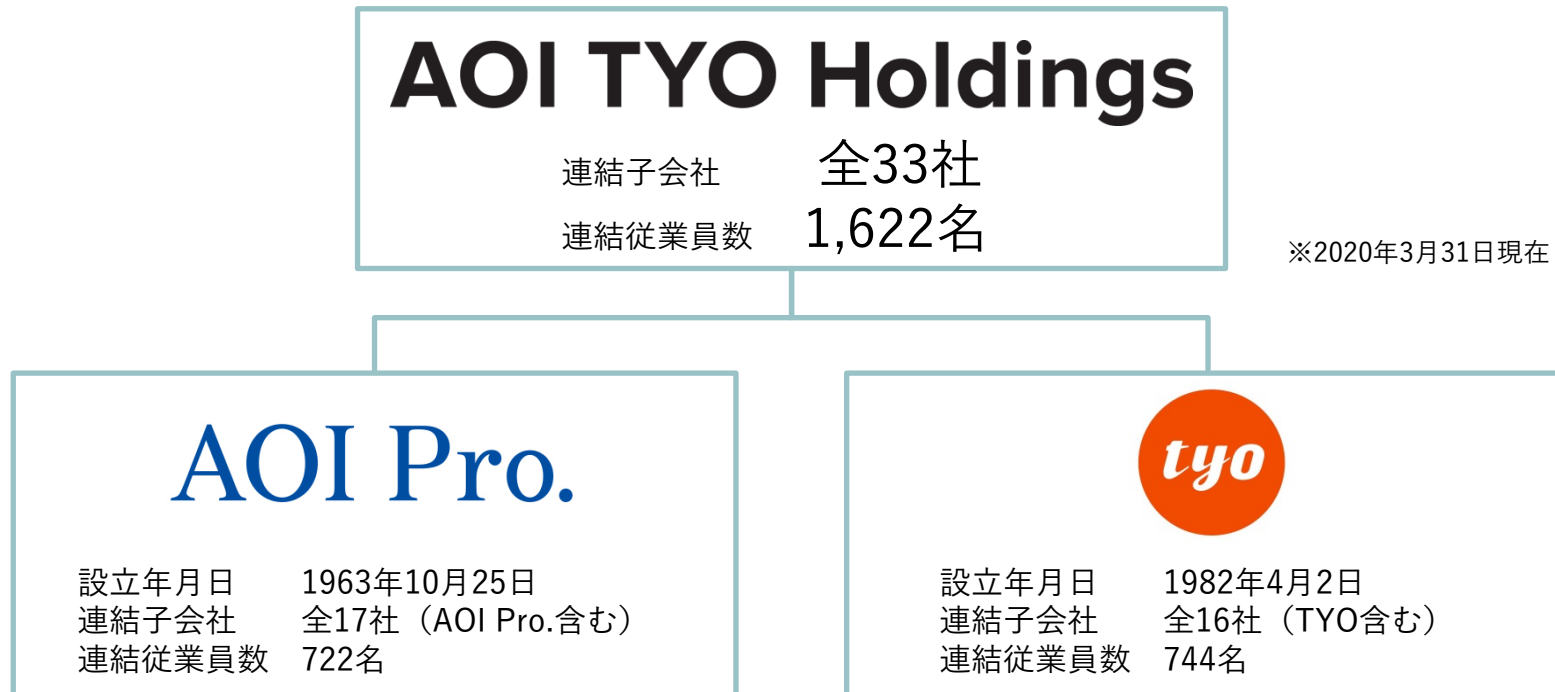 AOI TYO Holdings
連結子会社 全33社
連結従業員数 1,622名
※2020年3月31日現在
AOI Pro.
設立年月日 1963年10月25日
連結子会社 全17社（AOI Pro.含む）
連結従業員数 722名
tyo
設立年月日 1982年4月2日
連結子会社 全16社（TYO含む）
連結従業員数 744名